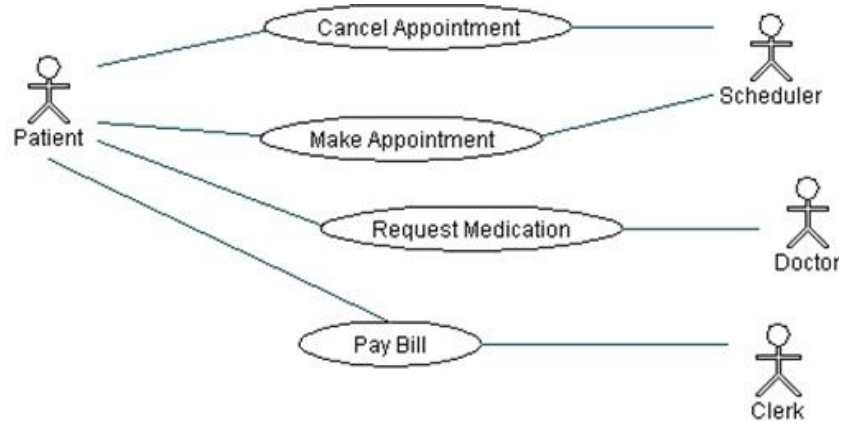 Cancel Appointment
Scheduler
Patient
Make Appointment
Request Medication
Doctor
Pay Bill
Clerk